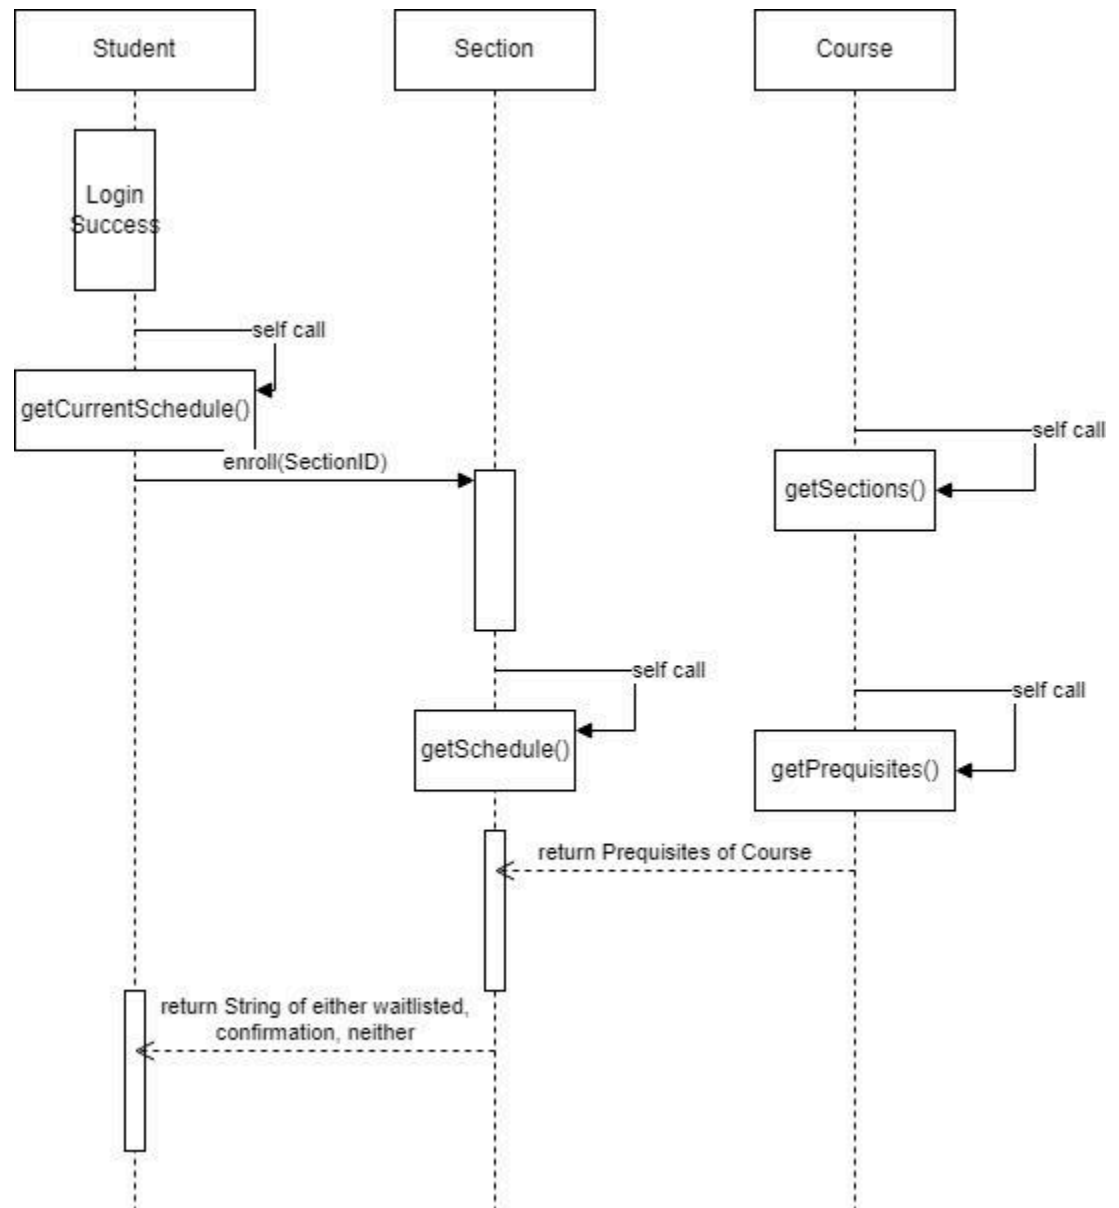 Student
Section
Course
Login
Success
self call
getCurrentSchedule()
self call
enroll(SectionID)
getSections()
self call
self call
getSchedule()
getPrequisites()
return Prequisites of Course
return String of either waitlisted,
confirmation, neither